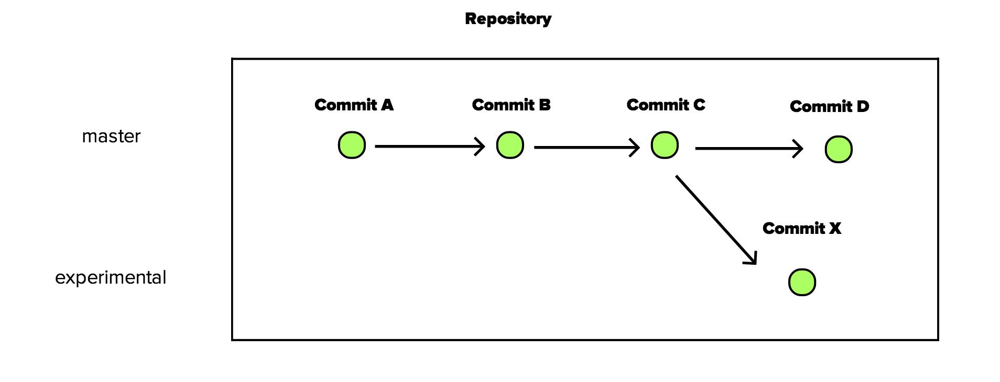 Repository
Commit A
Commit B
Commit C
Commit D
master
Commit X
experimental